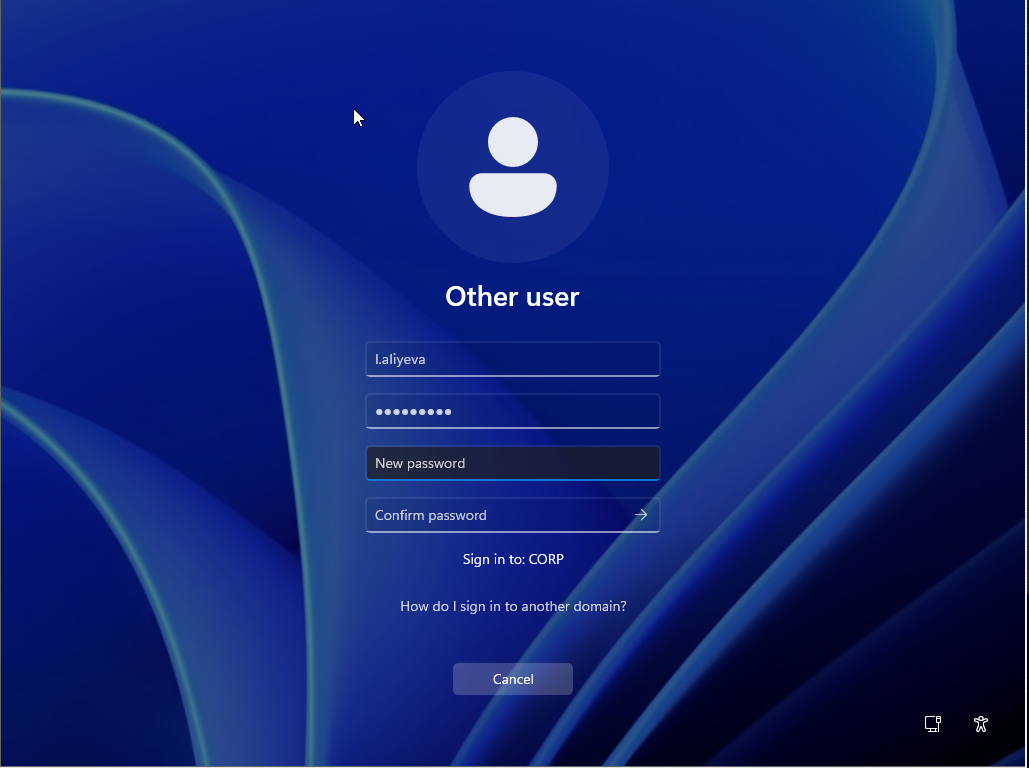 Other user
l.aliyeva
●●●●●●●●●
New password
Confirm password
Sign in to: CORP
How do I sign in to another domain?
Cancel